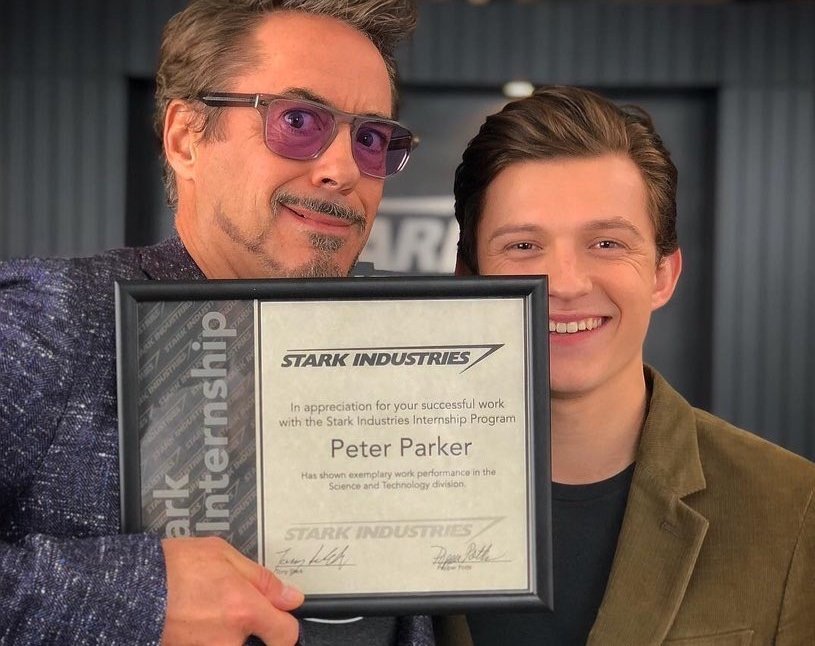 STARK INDUSTRIES
In appreciation for your successful work
with the Stark Industries Internship Program
Peter Parker
Has shown exemplary work performance in the
Science and Technology division.
STARK INDUSTRIES
Tony Stark
Pepper Potts
ark
Internship